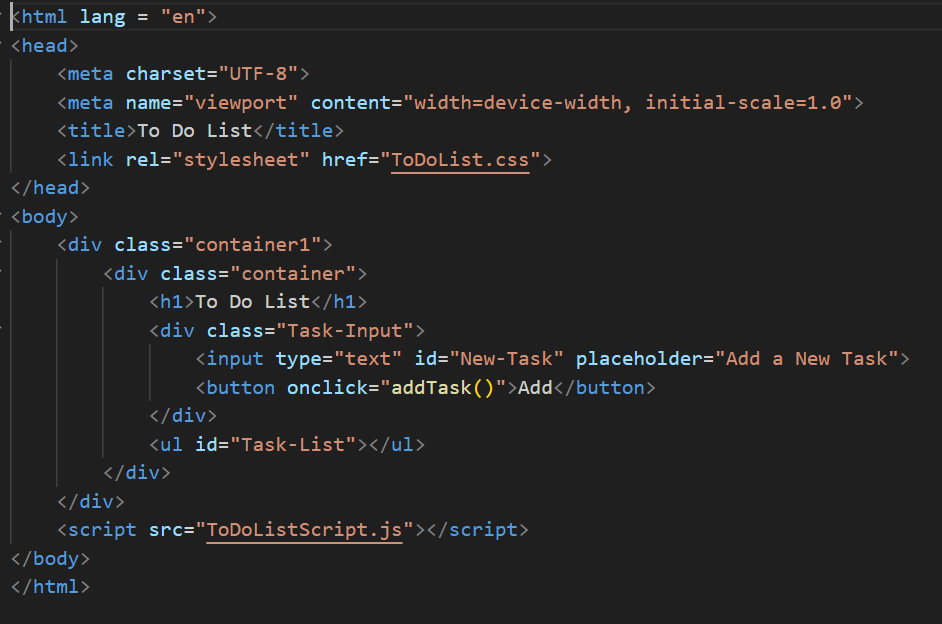 <html lang = "en">
<head>
    <meta charset="UTF-8">
    <meta name="viewport" content="width=device-width, initial-scale=1.0">
    <title>To Do List</title>
    <link rel="stylesheet" href="ToDoList.css">
</head>
<body>
    <div class="container1">
        <div class="container">
            <h1>To Do List</h1>
            <div class="Task-Input">
                <input type="text" id="New-Task" placeholder="Add a New Task">
                <button onclick="addTask()">Add</button>
            </div>
            <ul id="Task-List"></ul>
        </div>
    </div>
    <script src="ToDoListScript.js"></script>
</body>
</html>